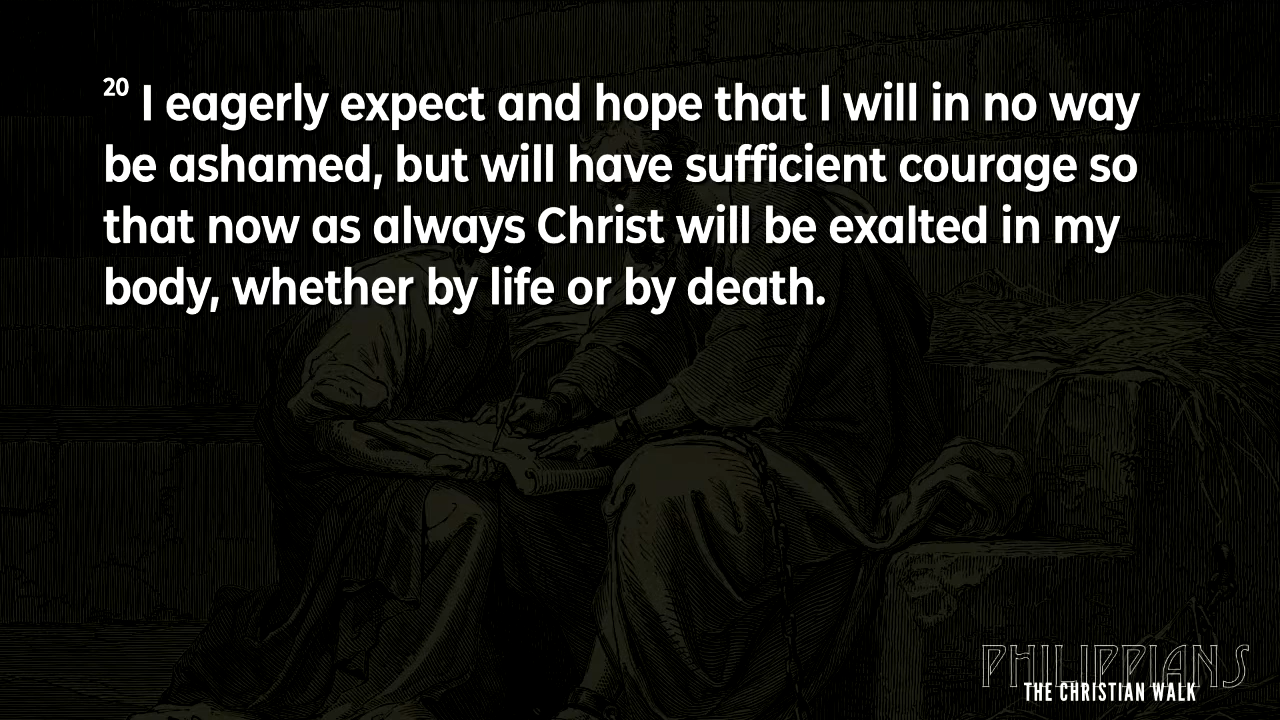 20 I eagerly expect and hope that I will in no way
be ashamed, but will have sufficient courage so
that now as always Christ will be exalted in my
body, whether by life or by death.
PHILIPPIANS
THE CHRISTIAN WALK